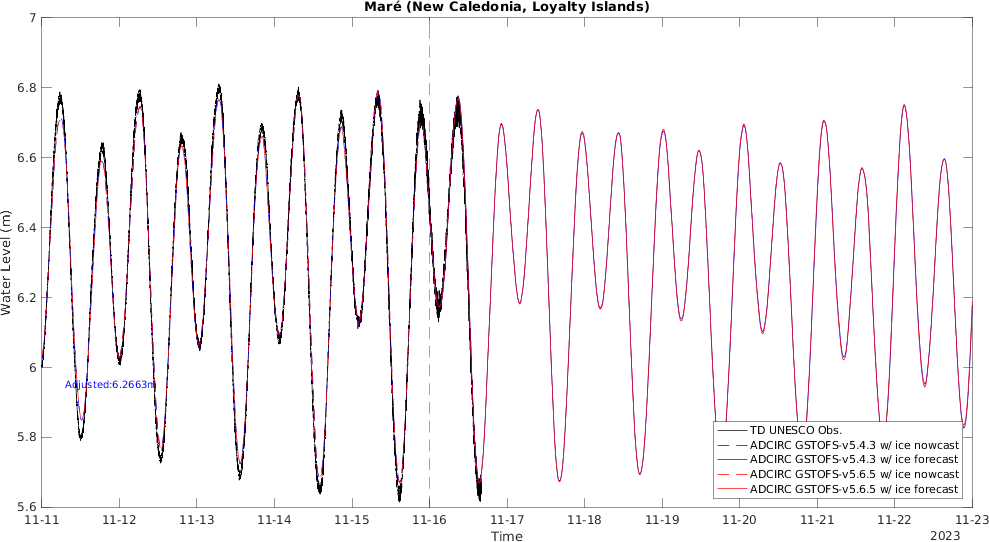 Maré (New Caledonia, Loyalty Islands)
7
6.8
6.6
6.4
6.2
6
5.8
5.6
Water Level (m)
Adjusted:6.2663m
TD UNESCO Obs.
ADCIRC GSTOFS-v5.4.3 w/ ice nowcast
ADCIRC GSTOFS-v5.4.3 w/ ice forecast
ADCIRC GSTOFS-v5.6.5 w/ ice nowcast
ADCIRC GSTOFS-v5.6.5 w/ ice forecast
11-11 11-12 11-13 11-14 11-15 11-16 11-17 11-18 11-19 11-20 11-21 11-22 11-23
Time
2023